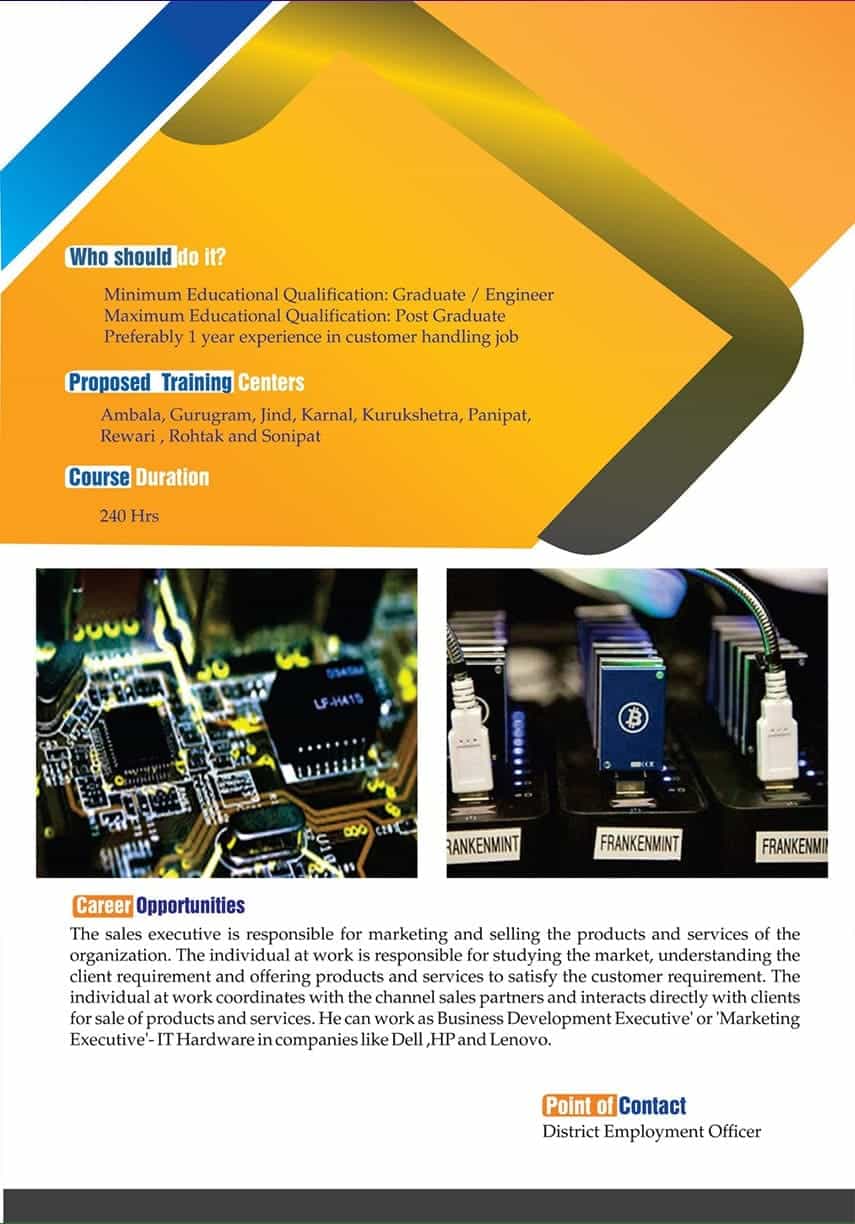 Who should do it?
Minimum Educational Qualification: Graduate / Engineer
Maximum Educational Qualification: Post Graduate
Preferably 1 year experience in customer handling job
Proposed Training Centers
Ambala, Gurugram, Jind, Karnal, Kurukshetra, Panipat,
Rewari , Rohtak and Sonipat
Course Duration
240 Hrs
LF-H41S
RANKENMINT
FRANKENMINT
FRANKENMI
Career Opportunities
The sales executive is responsible for marketing and selling the products and services of the
organization. The individual at work is responsible for studying the market, understanding the
client requirement and offering products and services to satisfy the customer requirement. The
individual at work coordinates with the channel sales partners and interacts directly with clients
for sale of products and services. He can work as Business Development Executive' or 'Marketing
Executive'- IT Hardware in companies like Dell ,HP and Lenovo.
Point of Contact
District Employment Officer